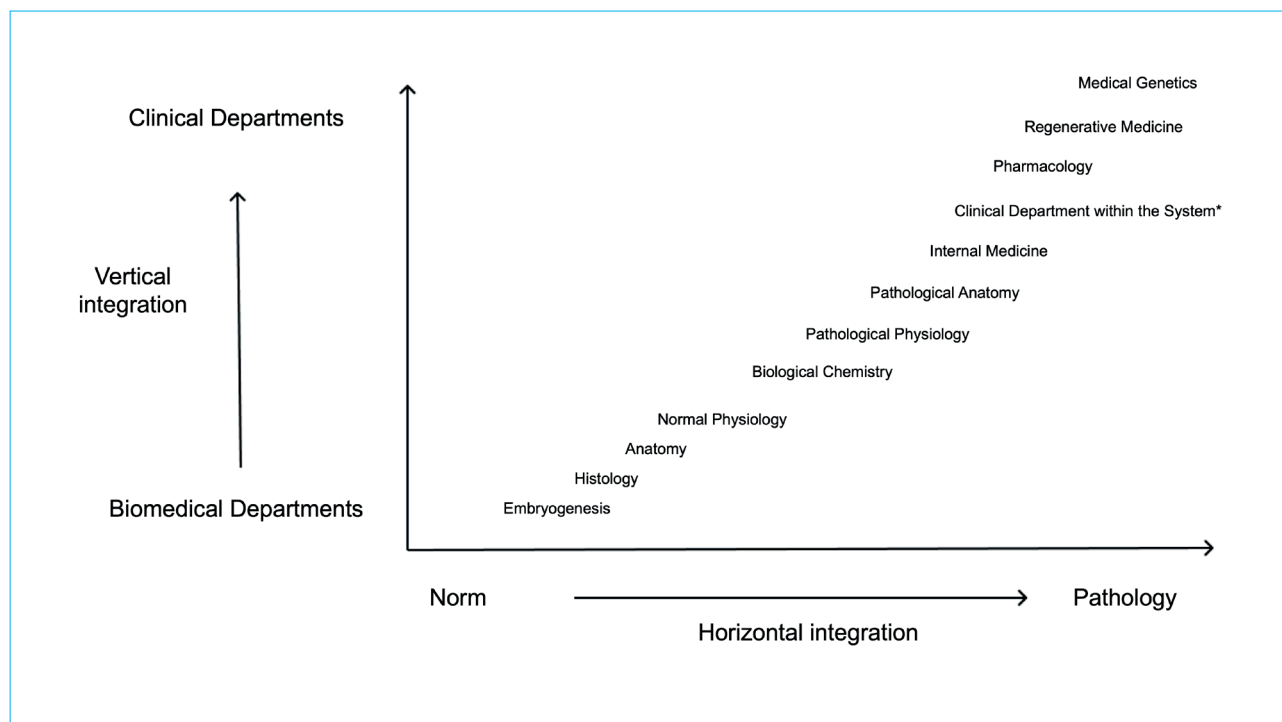 Medical Genetics
Clinical Departments
Regenerative Medicine
Pharmacology
Clinical Department within the System*
Internal Medicine
Vertical
integration
Pathological Anatomy
Pathological Physiology
Biological Chemistry
Normal Physiology
Anatomy
Histology
Biomedical Departments
Embryogenesis
Norm
Pathology
Horizontal integration